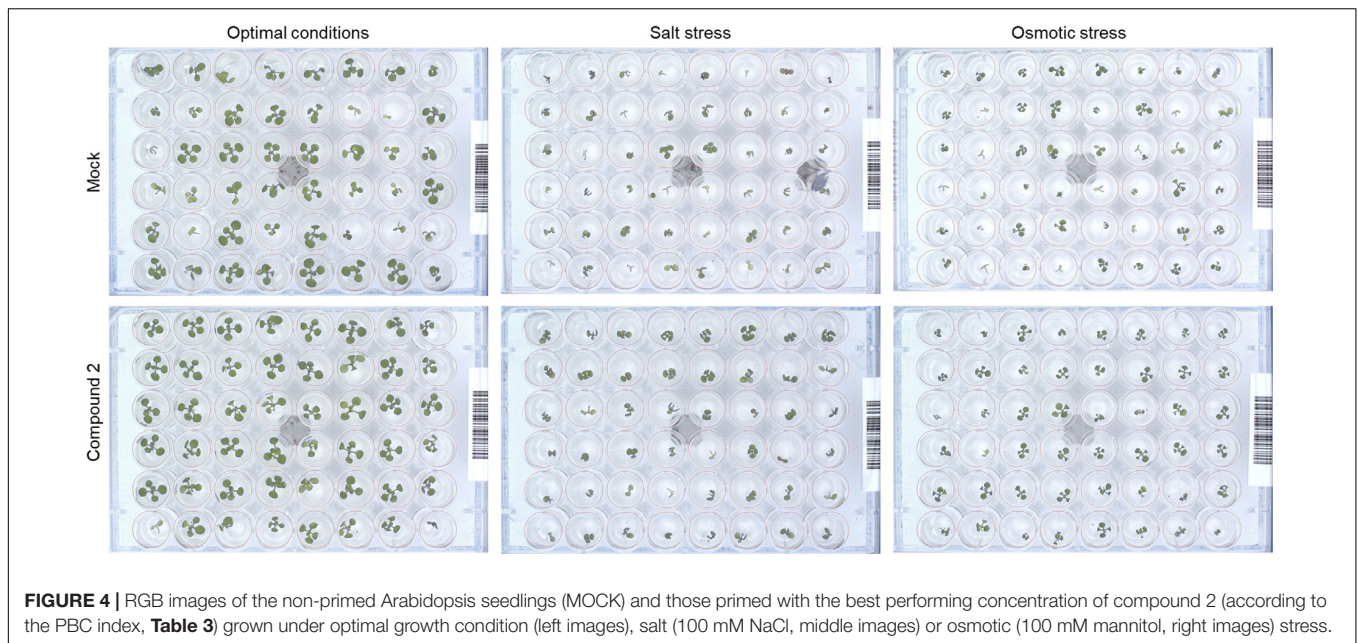 Optimal conditions
Salt stress
Osmotic stress
Mock
Compound 2
FIGURE 4 | RGB images of the non-primed Arabidopsis seedlings (MOCK) and those primed with the best performing concentration of compound 2 (according to
the PBC index, Table 3) grown under optimal growth condition (left images), salt (100 mM NaCl, middle images) or osmotic (100 mM mannitol, right images) stress.